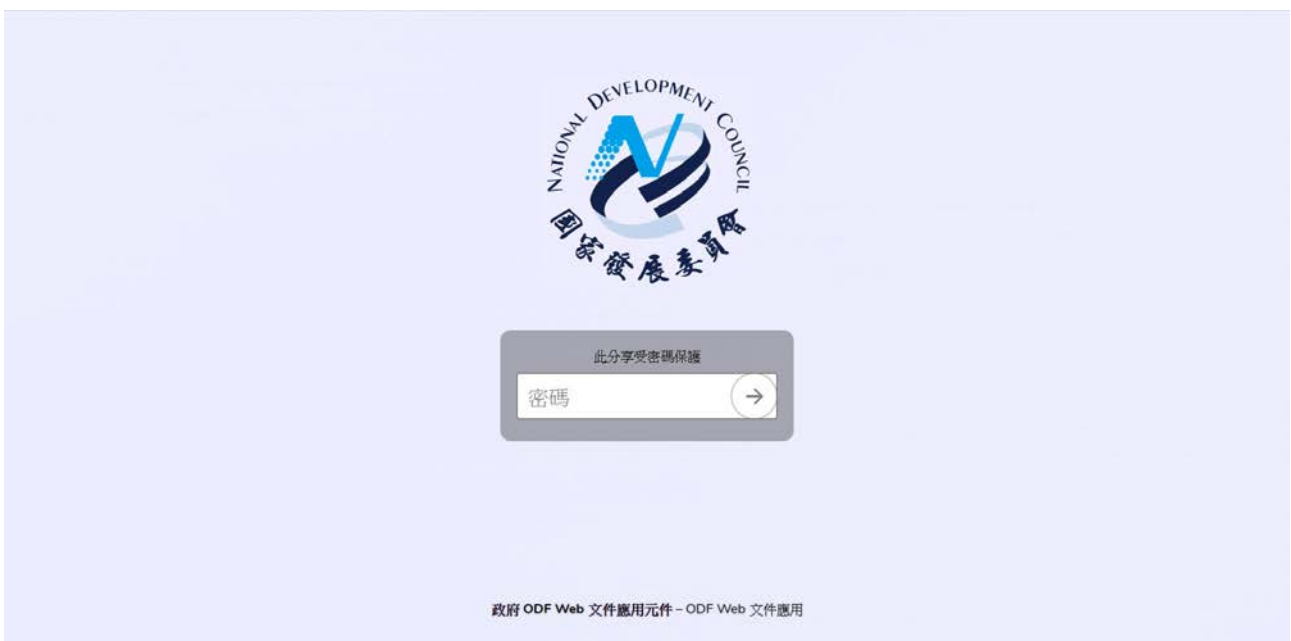 NATIONAL DEVELOPMENT COUNCIL
國家發展委員會
此分享受密碼保護
密碼
政府 ODF Web 文件應用元件 – ODF Web 文件應用